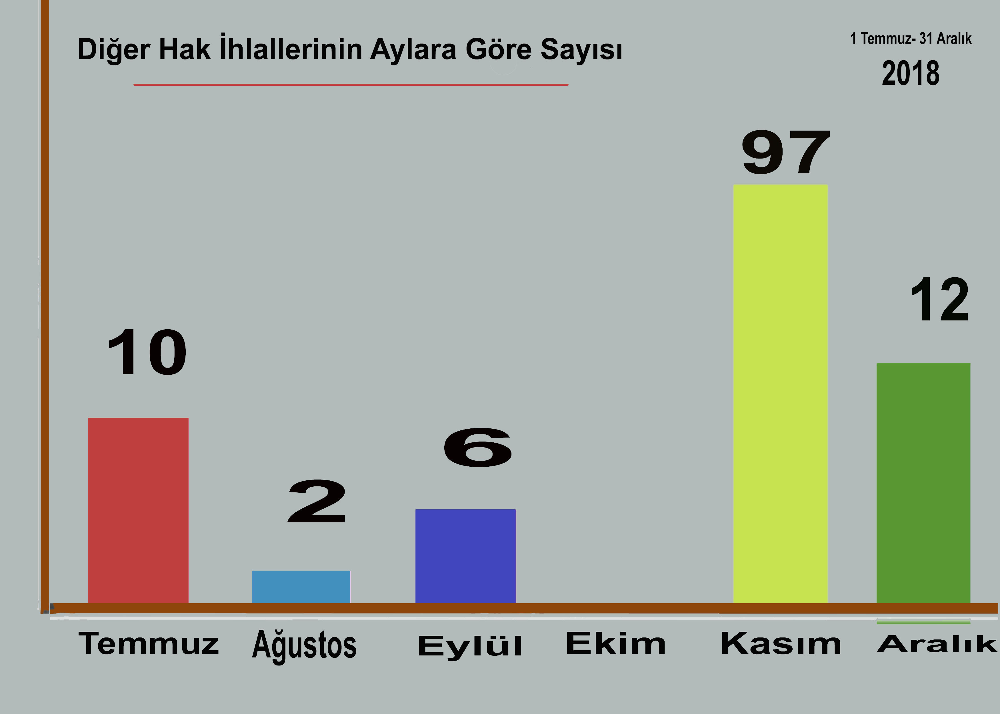 Diğer Hak İhlallerinin Aylara Göre Sayısı
1 Temmuz- 31 Aralık
2018
97
12
10
6
2
Temmuz Ağustos Eylül Ekim Kasım Aralık